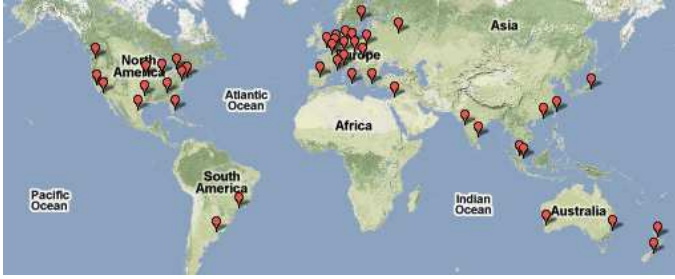 Asia
North
America
Europe
Atlantic
Ocean
Africa
South
America
Pacific
Ocean
Indian
Ocean
Australia